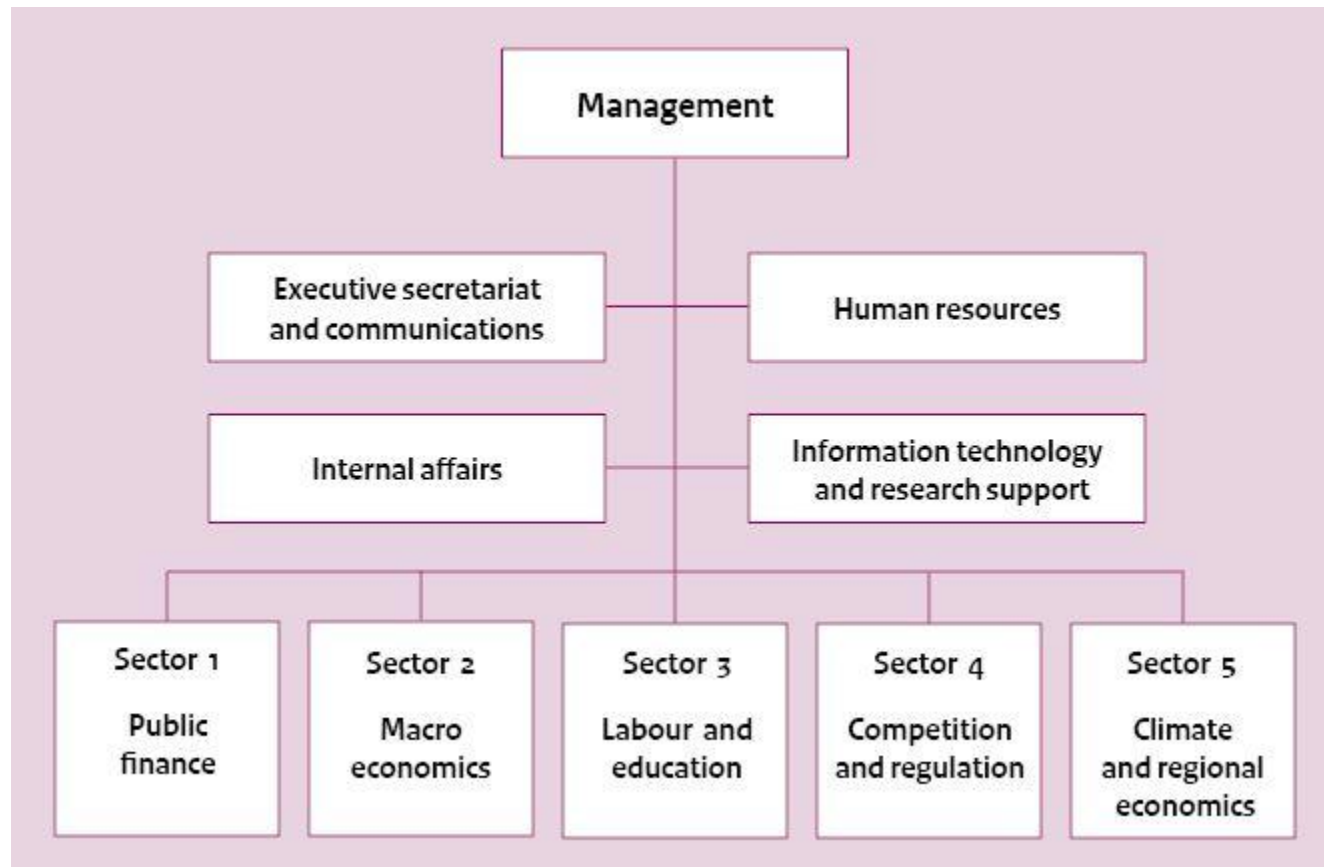 Management
Executive secretariat
and communications
Human resources
Internal affairs
Information technology
and research support
Sector 1
Public
finance
Sector 2
Macro
economics
Sector 3
Labour and
education
Sector 4
Competition
and regulation
Sector 5
Climate
and regional
economics